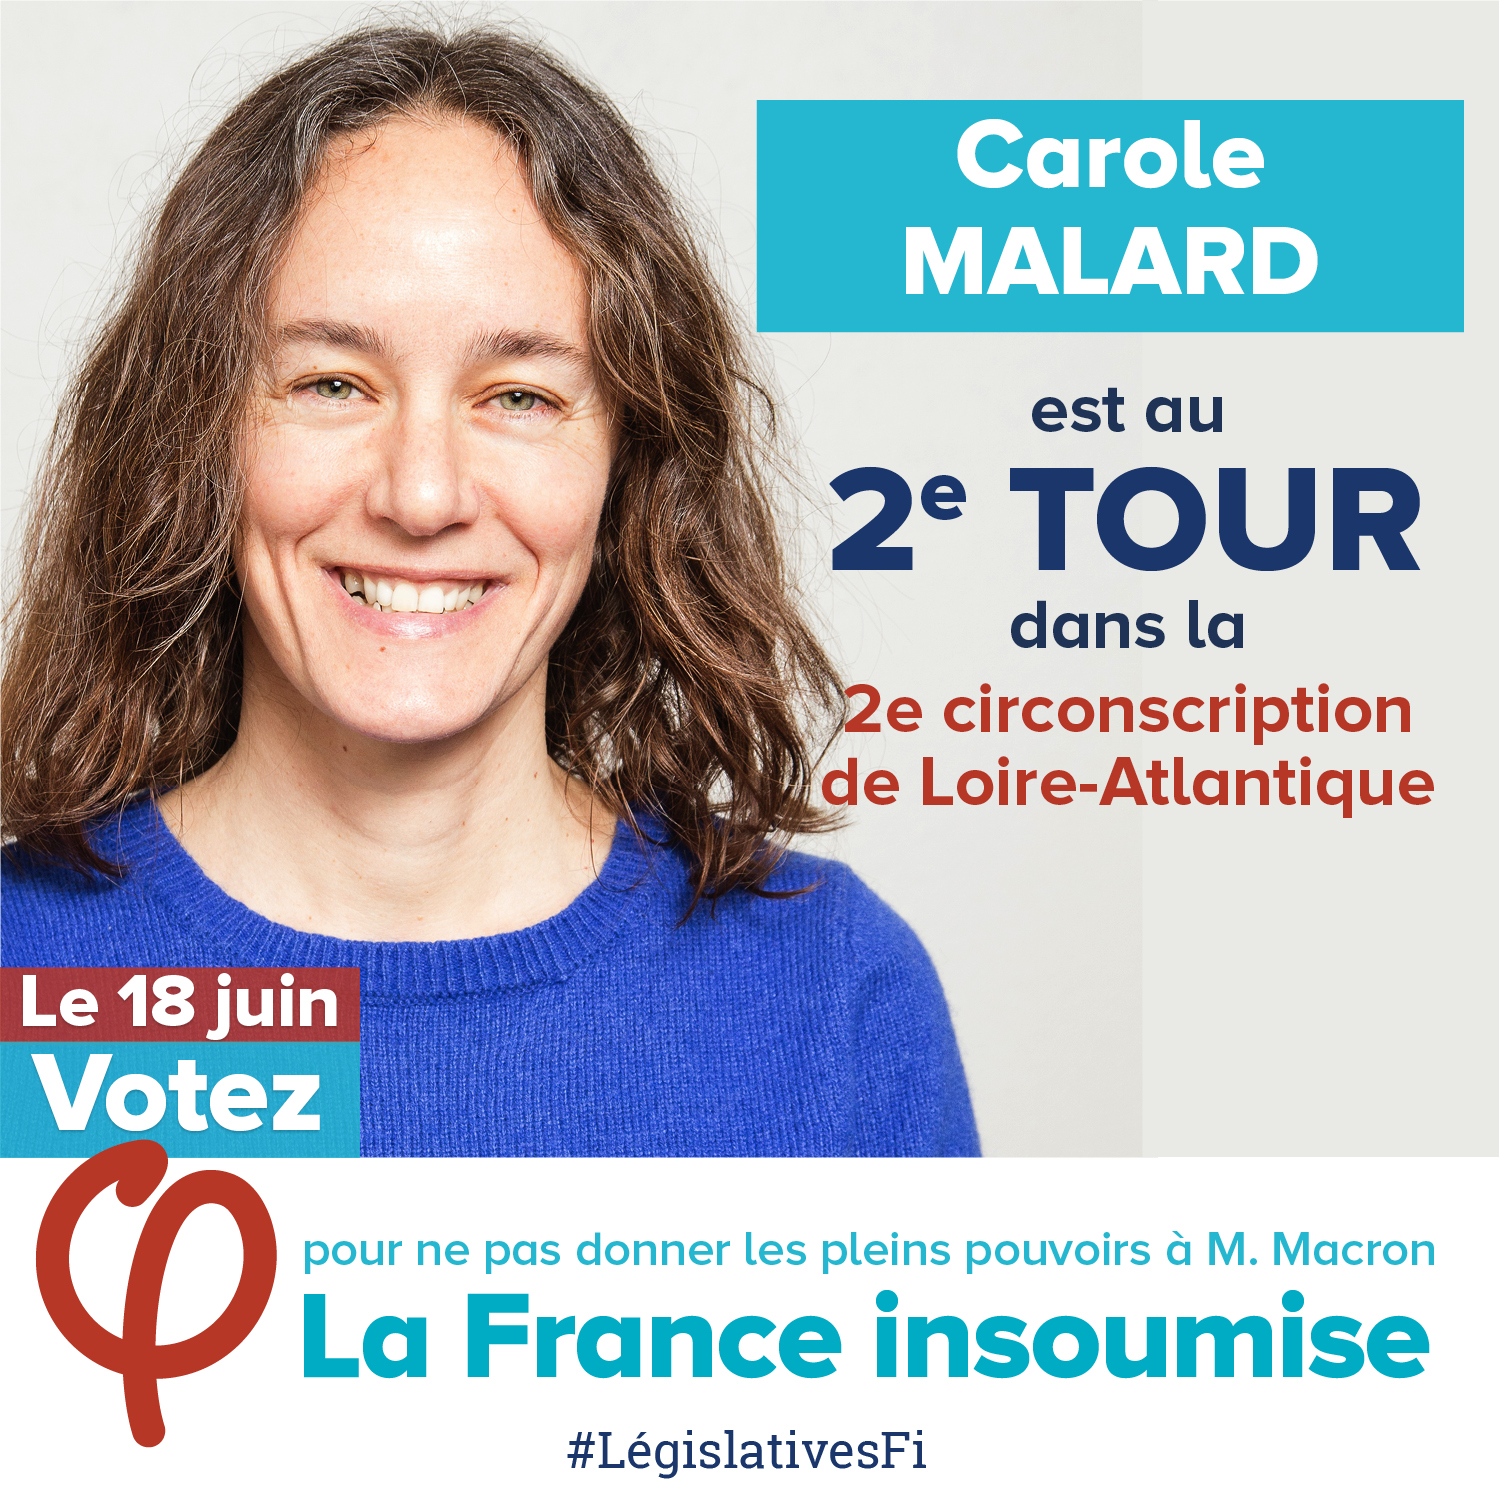 Carole
MALARD
est au
2e TOUR
dans la
2e circonscription
de Loire-Atlantique
Le 18 juin
Votez
φ
pour ne pas donner les pleins pouvoirs à M. Macron
La France insoumise
#LégislativesFi